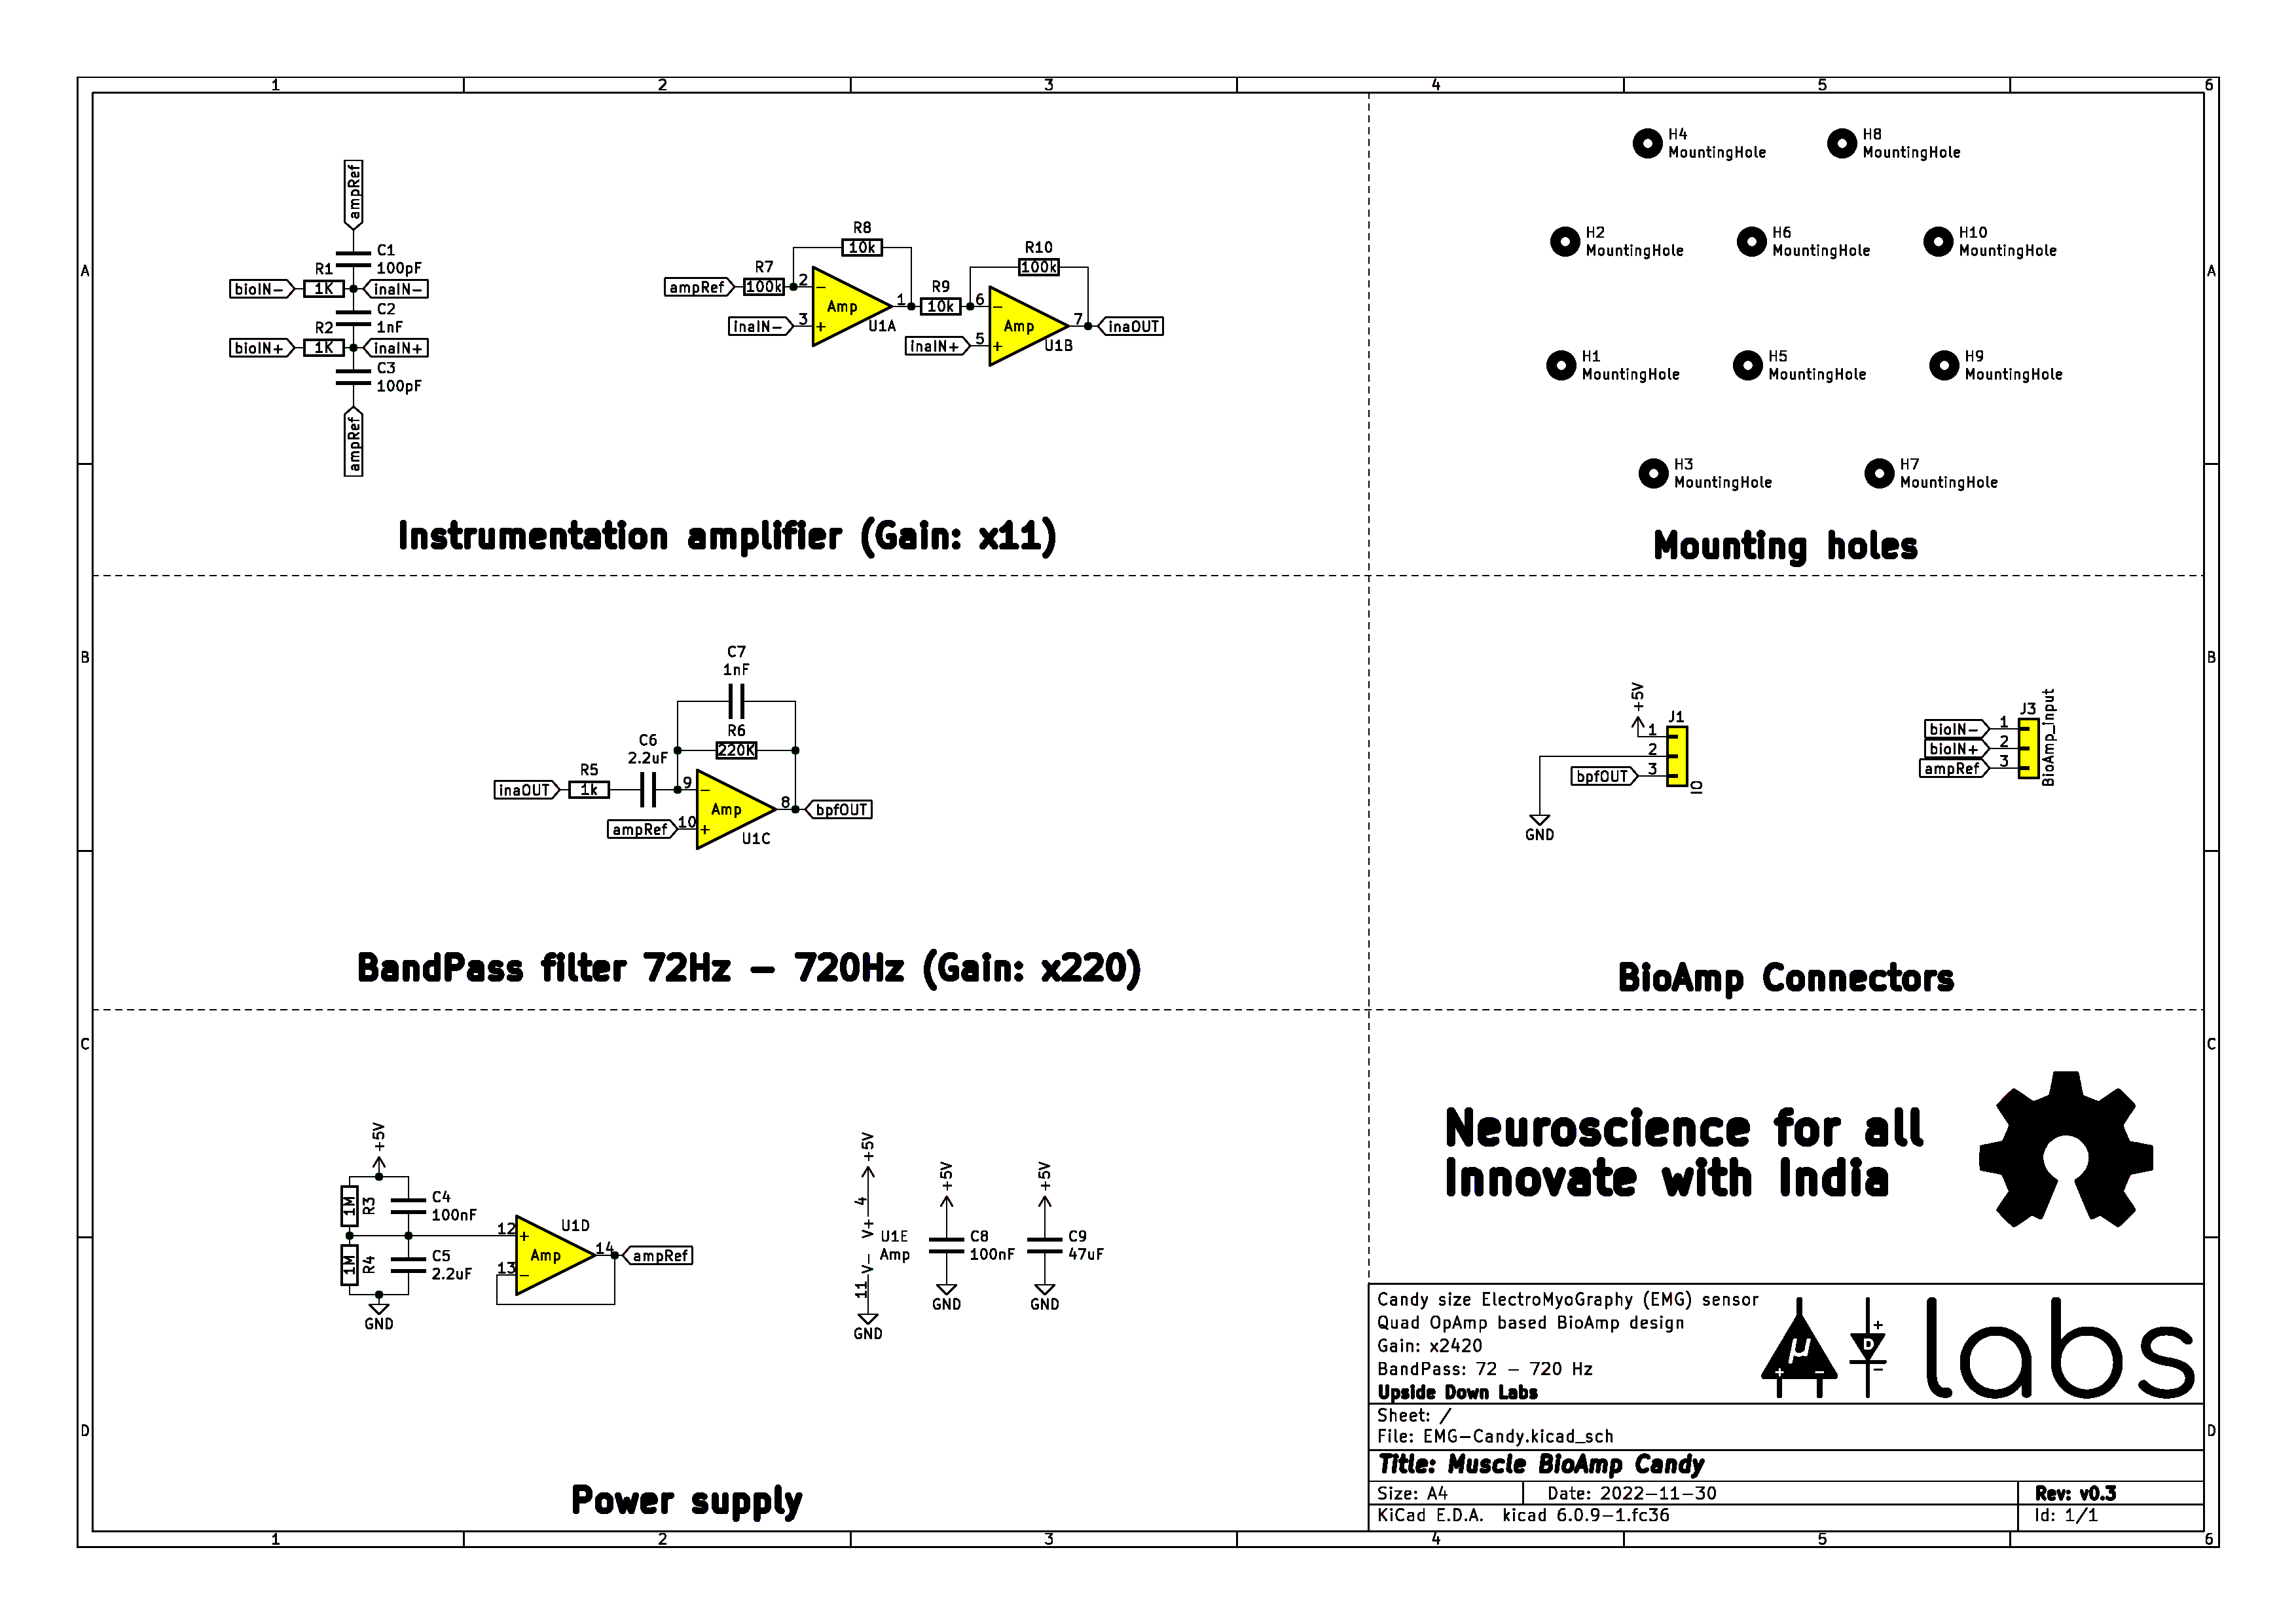 1 2 3 4 5 6
A
B
C
D
ampRef
C1
100pF
R1
bioIN-
1K
inaIN-
C2
1nF
R2
bioIN+
1K
inaIN+
C3
100pF
ampRef
R8
10k
R7
ampRef
100k
2
-
Amp
1
inaIN-
3
+
U1A
R10
100k
R9
10k
6
-
Amp
7
inaOUT
inaIN+
5
+
U1B
Instrumentation amplifier (Gain: x11)
H4
MountingHole
H8
MountingHole
H2
MountingHole
H6
MountingHole
H10
MountingHole
H1
MountingHole
H5
MountingHole
H9
MountingHole
H3
MountingHole
H7
MountingHole
Mounting holes
C7
1nF
R6
220K
C6
2.2uF
R5
inaOUT
1k
9
-
Amp
8
bpfOUT
ampRef
10
+
U1C
BandPass filter 72Hz - 720Hz (Gain: x220)
+5V
J1
1
2
bpfOUT
3
IO
GND
J3
bioIN-
1
bioIN+
2
ampRef
3
BioAmp_input
BioAmp Connectors
+5V
1M
R3
C4
100nF
1M
R4
C5
2.2uF
GND
12
+
U1D
Amp
14
ampRef
13
-
+5V
4
V+
U1E
Amp
V-
11
GND
+5V
C8
100nF
GND
+5V
C9
47uF
GND
Power supply
Neuroscience for all
Innovate with India
Candy size ElectroMyoGraphy (EMG) sensor
Quad OpAmp based BioAmp design
Gain: x2420
BandPass: 72 - 720 Hz
Upside Down Labs
μ
+ -
+
D
-
labs
Sheet: /
File: EMG-Candy.kicad_sch
Title: Muscle BioAmp Candy
Size: A4
Date: 2022-11-30
Rev: v0.3
KiCad E.D.A. kicad 6.0.9-1.fc36
Id: 1/1
A
B
C
D
1 2 3 4 5 6